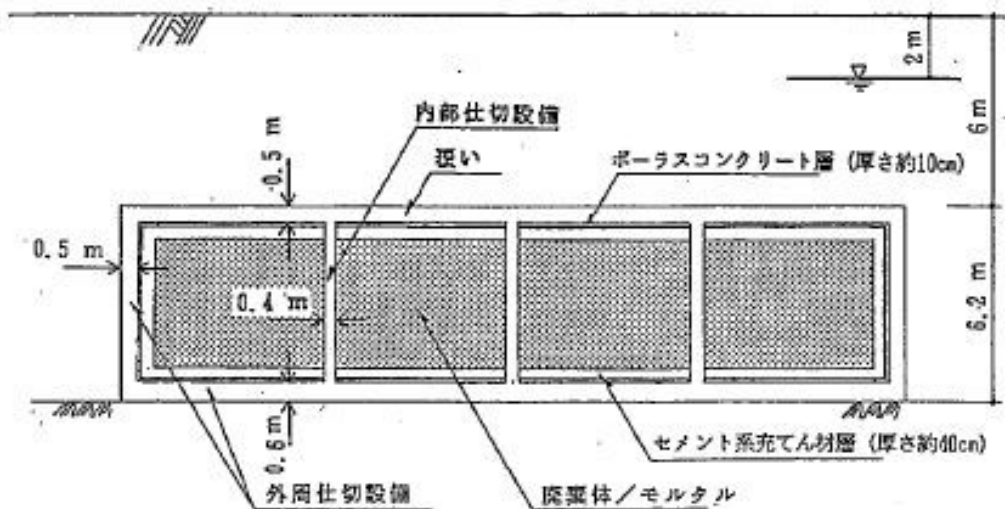 2m
内部仕切設備
覆い
ポーラスコンクリート層 (厚さ約10cm)
6m
0.5 m
0.5 m
0.4 m
6.2 m
0.6 m
セメント系充てん材層 (厚さ約40cm)
外周仕切設備
廃棄体/モルタル